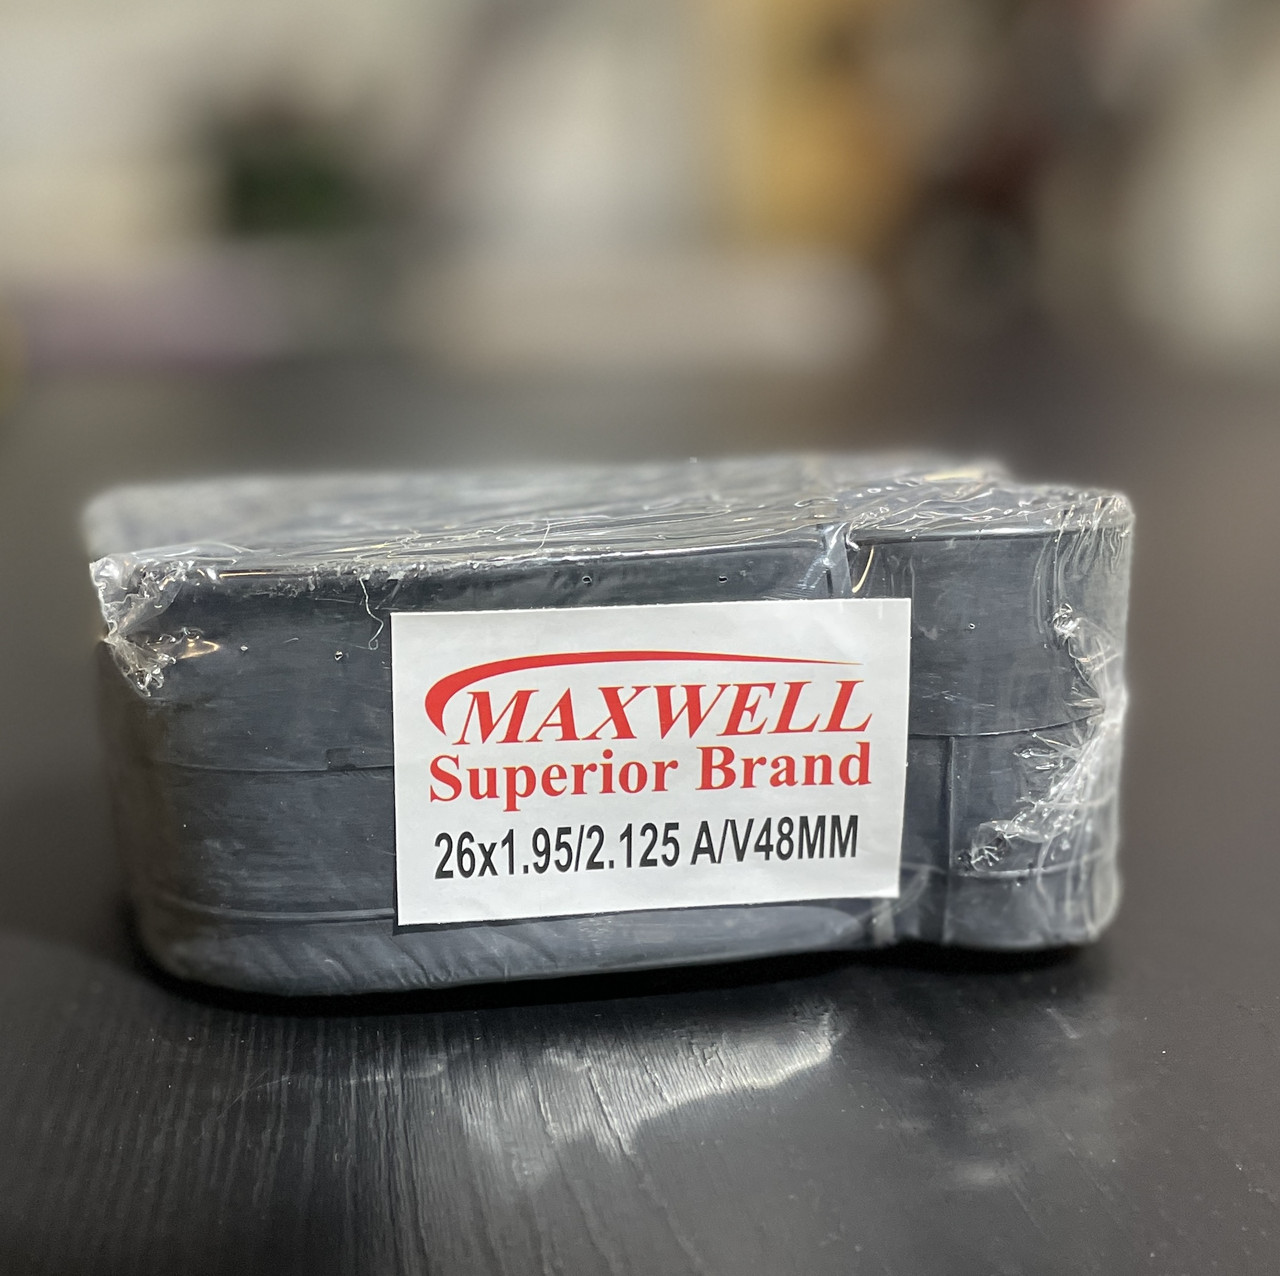 MAXWELL
Superior Brand
26x1.95/2.125 A/V48MM